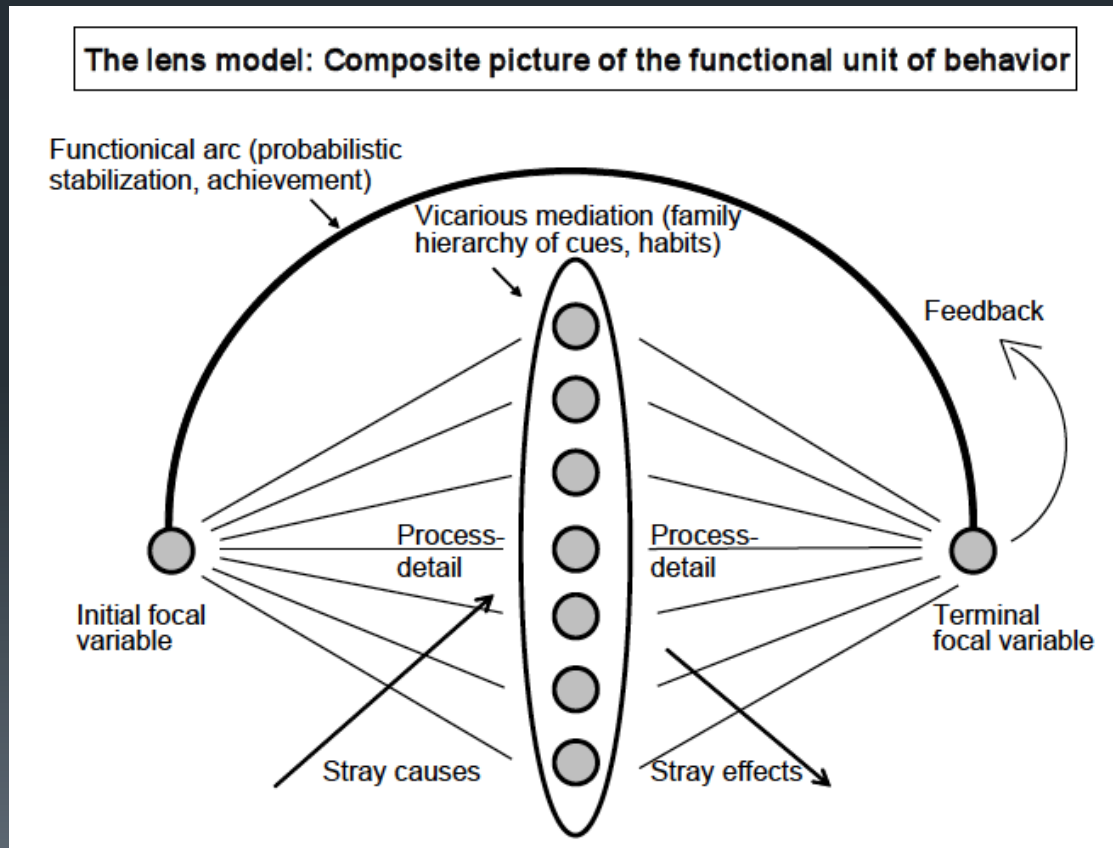 The lens model: Composite picture of the functional unit of behavior
Functionical arc (probabilistic
stabilization, achievement)
Vicarious mediation (family
hierarchy of cues, habits)
Feedback
Process-
detail
Process-
detail
Initial focal
variable
Terminal
focal variable
Stray causes
Stray effects